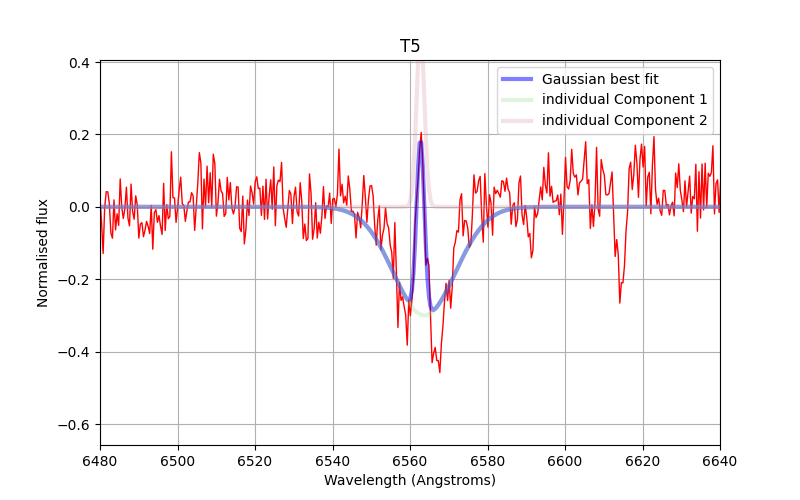 T5
Gaussian best fit
individual Component 1
individual Component 2
0.4
0.2
0.0
−0.2
−0.4
−0.6
Normalised flux
6480 6500 6520 6540 6560 6580 6600 6620 6640
Wavelength (Angstroms)